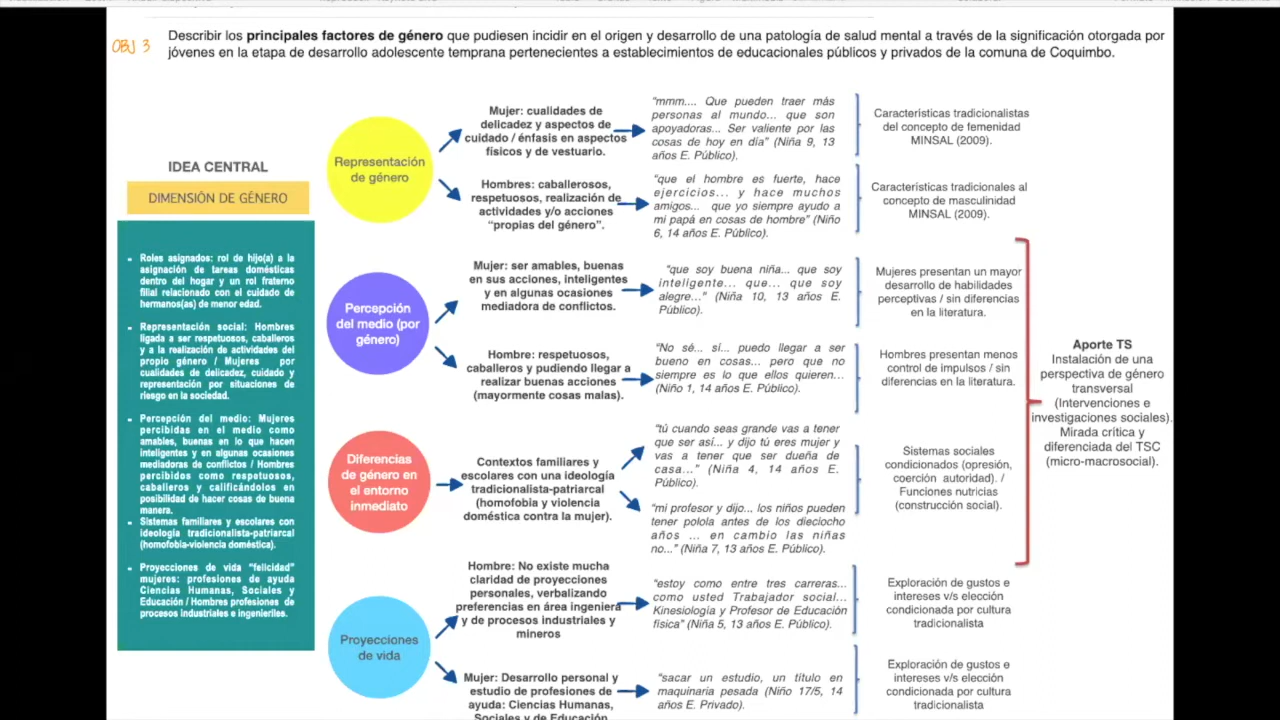 OBJ 3
Describir los principales factores de género que pudiesen incidir en el origen y desarrollo de una patología de salud mental a través de la significación otorgada por
jóvenes en la etapa de desarrollo adolescente temprana pertenecientes a establecimientos de educacionales públicos y privados de la comuna de Coquimbo.
IDEA CENTRAL
DIMENSIÓN DE GÉNERO
Roles asignados: rol de hijo(a) a la
asignación de tareas domésticas
dentro del hogar y un rol fraterno
filial relacionado con el cuidado de
hermanos(as) de menor edad.
Representación social: Hombres
ligada a ser respetuosos, caballeros
y a la realización de actividades del
propio género / Mujeres por
cualidades de delicadez, cuidado y
representación por situaciones de
riesgo en la sociedad.
Percepción del medio: Mujeres
percibidas en el medio como
amables, buenas en lo que hacen
inteligentes y en algunas ocasiones
mediadoras de conflictos / Hombres
percibidos como respetuosos,
caballeros y calificándolos en
posibilidad de hacer cosas de buena
manera.
Sistemas familiares y escolares con
ideología tradicionalista-patriarcal
(homofobia-violencia doméstica).
Proyecciones de vida "felicidad"
mujeres: profesiones de ayuda
Ciencias Humanas, Sociales y
Educación / Hombres profesiones de
procesos industriales e ingenieriles.
Representación
de género
Mujer: cualidades de
delicadez y aspectos de
cuidado / énfasis en aspectos
físicos y de vestuario.
"mmm.... Que pueden traer más
personas al mundo... que son
apoyadoras... Ser valiente por las
cosas de hoy en día" (Niña 9, 13
años E. Público).
Características tradicionalistas
del concepto de femenidad
MINSAL (2009).
Hombres: caballerosos,
respetuosos, realización de
actividades y/o acciones
"propias del género".
"que el hombre es fuerte, hace
ejercicios... y hace muchos
amigos... que yo siempre ayudo a
mi papá en cosas de hombre" (Niño
6, 14 años E. Público).
Características tradicionales al
concepto de masculinidad
MINSAL (2009).
Percepción
del medio (por
género)
Mujer: ser amables, buenas
en sus acciones, inteligentes
y en algunas ocasiones
mediadora de conflictos.
"que soy buena niña... que soy
inteligente... que... que soy
alegre..." (Niña 10, 13 años E.
Público).
Mujeres presentan un mayor
desarrollo de habilidades
perceptivas / sin diferencias
en la literatura.
Hombre: respetuosos,
caballeros y pudiendo llegar a
realizar buenas acciones
(mayormente cosas malas).
"No sé... sí... puedo llegar a ser
bueno en cosas... pero que no
siempre es lo que ellos quieren...
(Niño 1, 14 años E. Público).
Hombres presentan menos
control de impulsos / sin
diferencias en la literatura.
Diferencias
de género en
el entorno
inmediato
Contextos familiares y
escolares con una ideología
tradicionalista-patriarcal
(homofobia y violencia
doméstica contra la mujer).
"tú cuando seas grande vas a tener
que ser así... y dijo tú eres mujer y
vas a tener que ser dueña de
casa..." (Niña 4, 14 años E.
Público).
"mi profesor y dijo... los niños pueden
tener polola antes de los dieciocho
años ... en cambio las niñas
no..." (Niña 7, 13 años E. Público).
Sistemas sociales
condicionados (opresión,
coerción autoridad). /
Funciones nutricias
(construcción social).
Proyecciones
de vida
Hombre: No existe mucha
claridad de proyecciones
personales, verbalizando
preferencias en área ingeniera
y de procesos industriales y
mineros
"estoy como entre tres carreras...
como usted Trabajador social...
Kinesiología y Profesor de Educación
física" (Niña 5, 13 años E. Público).
Exploración de gustos e
intereses v/s elección
condicionada por cultura
tradicionalista
Mujer: Desarrollo personal y
estudio de profesiones de
ayuda: Ciencias Humanas,
Sociales y de Educación
"sacar un estudio, un título en
maquinaria pesada (Niño 17/5, 14
años E. Privado).
Exploración de gustos e
intereses v/s elección
condicionada por cultura
tradicionalista
Aporte TS
Instalación de una
perspectiva de género
transversal
(Intervenciones e
investigaciones sociales).
Mirada crítica y
diferenciada del TSC
(micro-macrosocial).